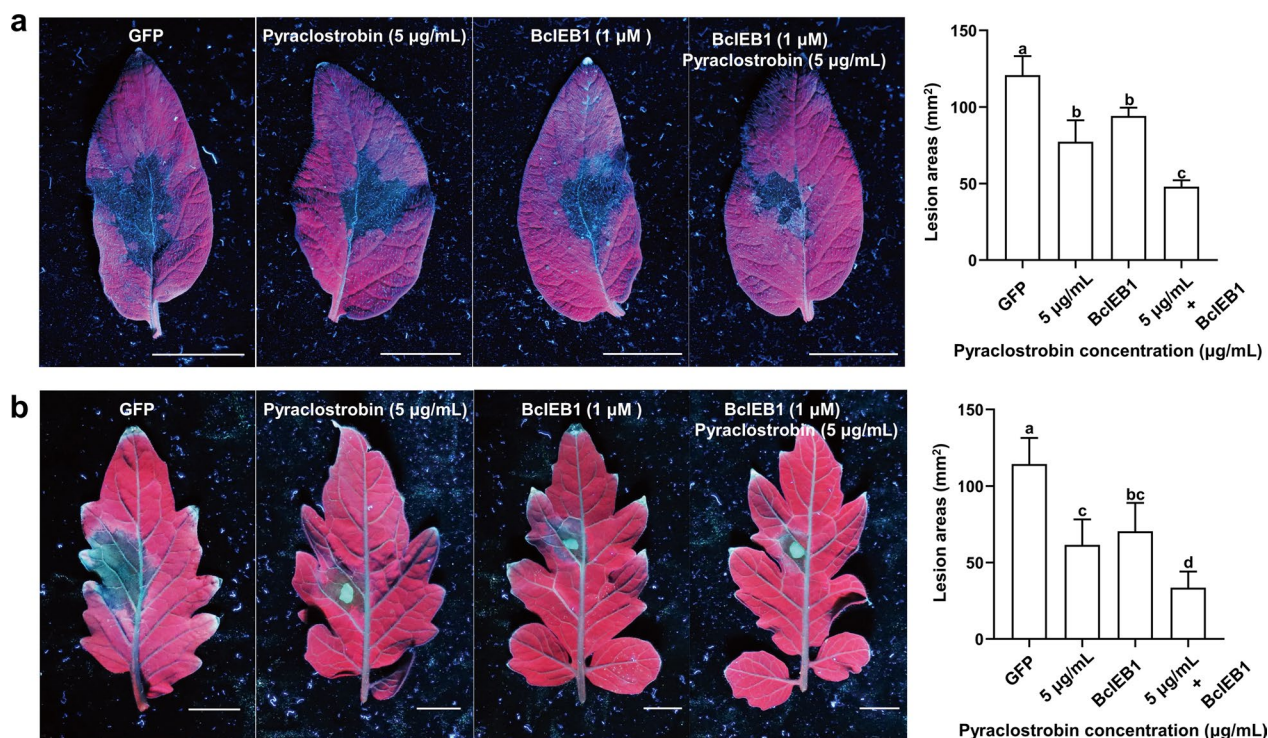 a
GFP
Pyraclostrobin (5 µg/mL)
BcIEB1 (1 µM )
BcIEB1 (1 µM)
Pyraclostrobin (5 µg/mL)
Lesion areas (mm²)
150
100
50
0
a
b
b
c
GFP
5 µg/mL
BcIEB1
5 µg/mL
+
BcIEB1
Pyraclostrobin concentration (µg/mL)
b
GFP
Pyraclostrobin (5 µg/mL)
BcIEB1 (1 µM )
BcIEB1 (1 µM)
Pyraclostrobin (5 µg/mL)
Lesion areas (mm²)
150
100
50
0
a
c
bc
d
GFP
5 µg/mL
BcIEB1
5 µg/mL
+
BcIEB1
Pyraclostrobin concentration (µg/mL)